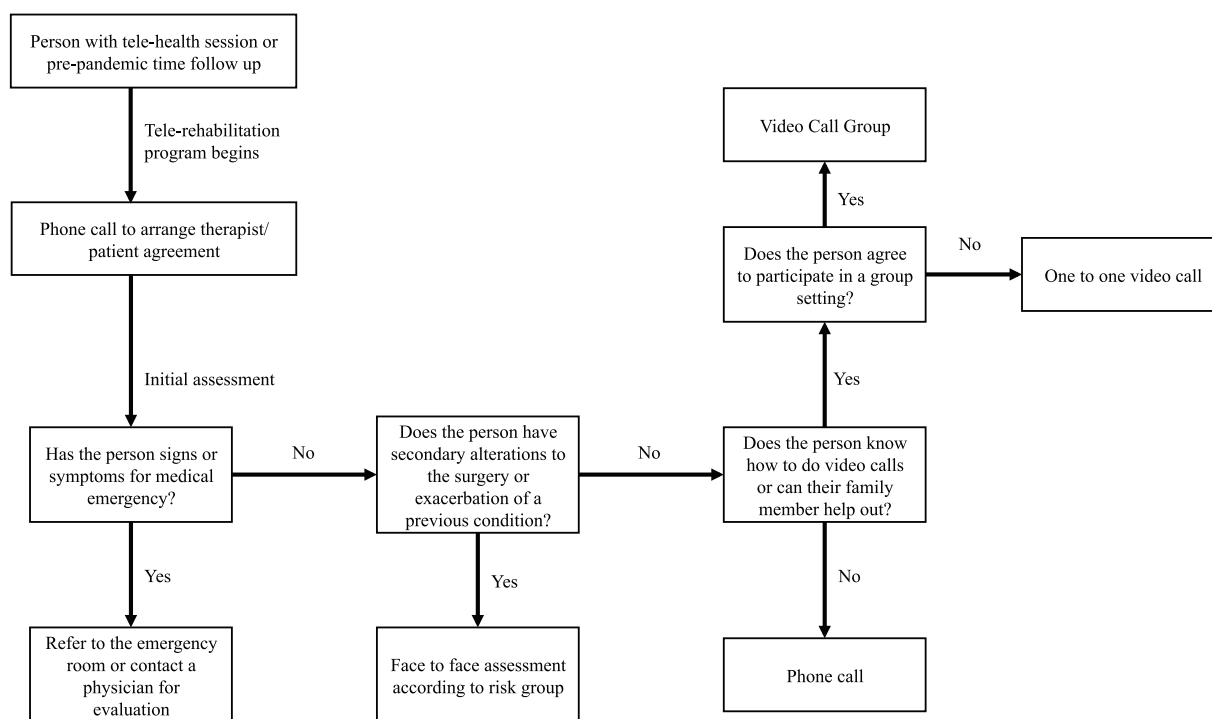 Person with tele-health session or
pre-pandemic time follow up
Tele-rehabilitation
program begins
Phone call to arrange therapist/
patient agreement
Initial assessment
Has the person signs or
symptoms for medical
emergency?
Yes
Refer to the emergency
room or contact a
physician for
evaluation
No
Does the person have
secondary alterations to
the surgery or
exacerbation of a
previous condition?
Yes
Face to face assessment
according to risk group
No
Does the person know
how to do video calls
or can their family
member help out?
No
Phone call
Yes
Does the person agree
to participate in a group
setting?
Yes
Video Call Group
No
One to one video call